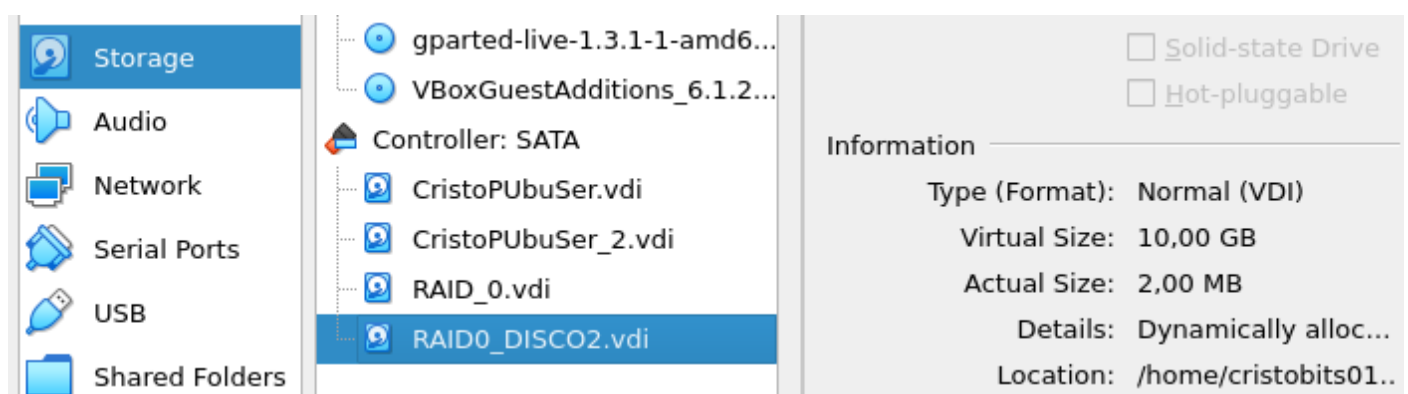 Storage
Audio
Network
Serial Ports
USB
Shared Folders
gparted-live-1.3.1-1-amd6...
VBoxGuestAdditions_6.1.2...
Controller: SATA
CristoPUbuSer.vdi
CristoPUbuSer_2.vdi
RAID_0.vdi
RAID0_DISCO2.vdi
Solid-state Drive
Hot-pluggable
Information
Type (Format): Normal (VDI)
Virtual Size: 10,00 GB
Actual Size: 2,00 MB
Details: Dynamically alloc...
Location: /home/cristobits01..